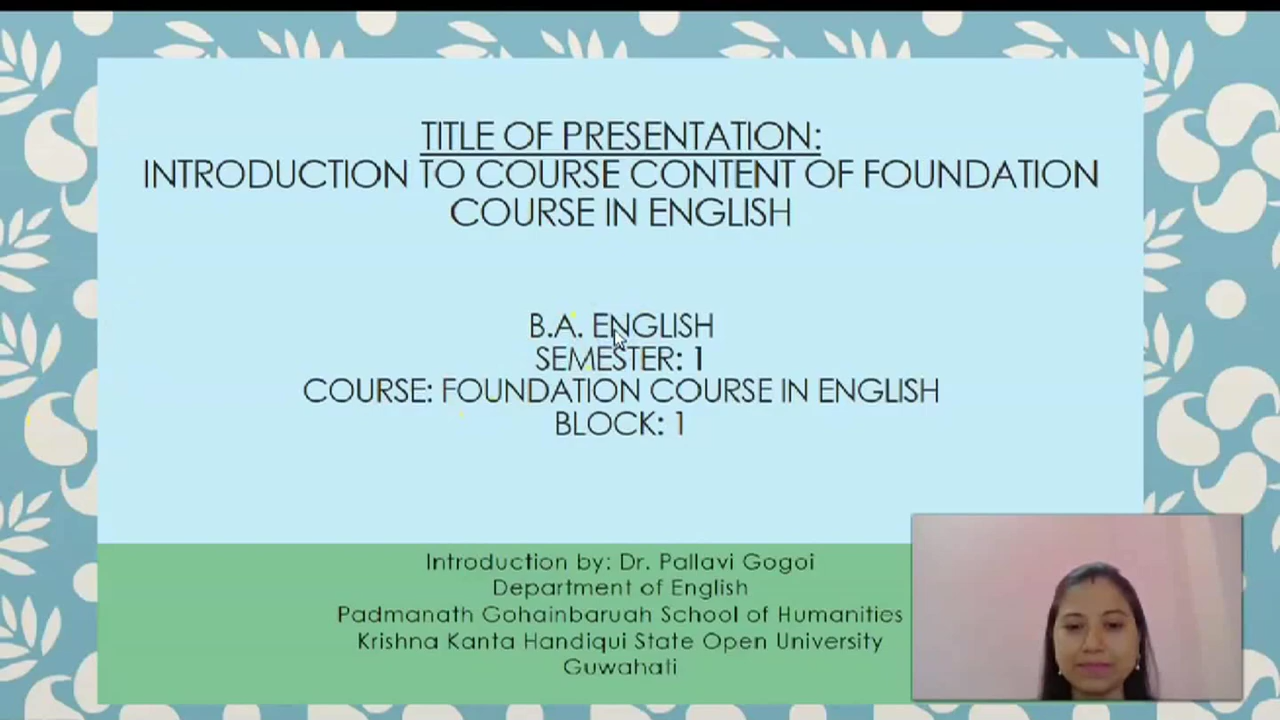 TITLE OF PRESENTATION:
INTRODUCTION TO COURSE CONTENT OF FOUNDATION
COURSE IN ENGLISH
B.A. ENGLISH
SEMESTER: 1
COURSE: FOUNDATION COURSE IN ENGLISH
BLOCK: 1
Introduction by: Dr. Pallavi Gogoi
Department of English
Padmanath Gohainbaruah School of Humanities
Krishna Kanta Handiqui State Open University
Guwahati